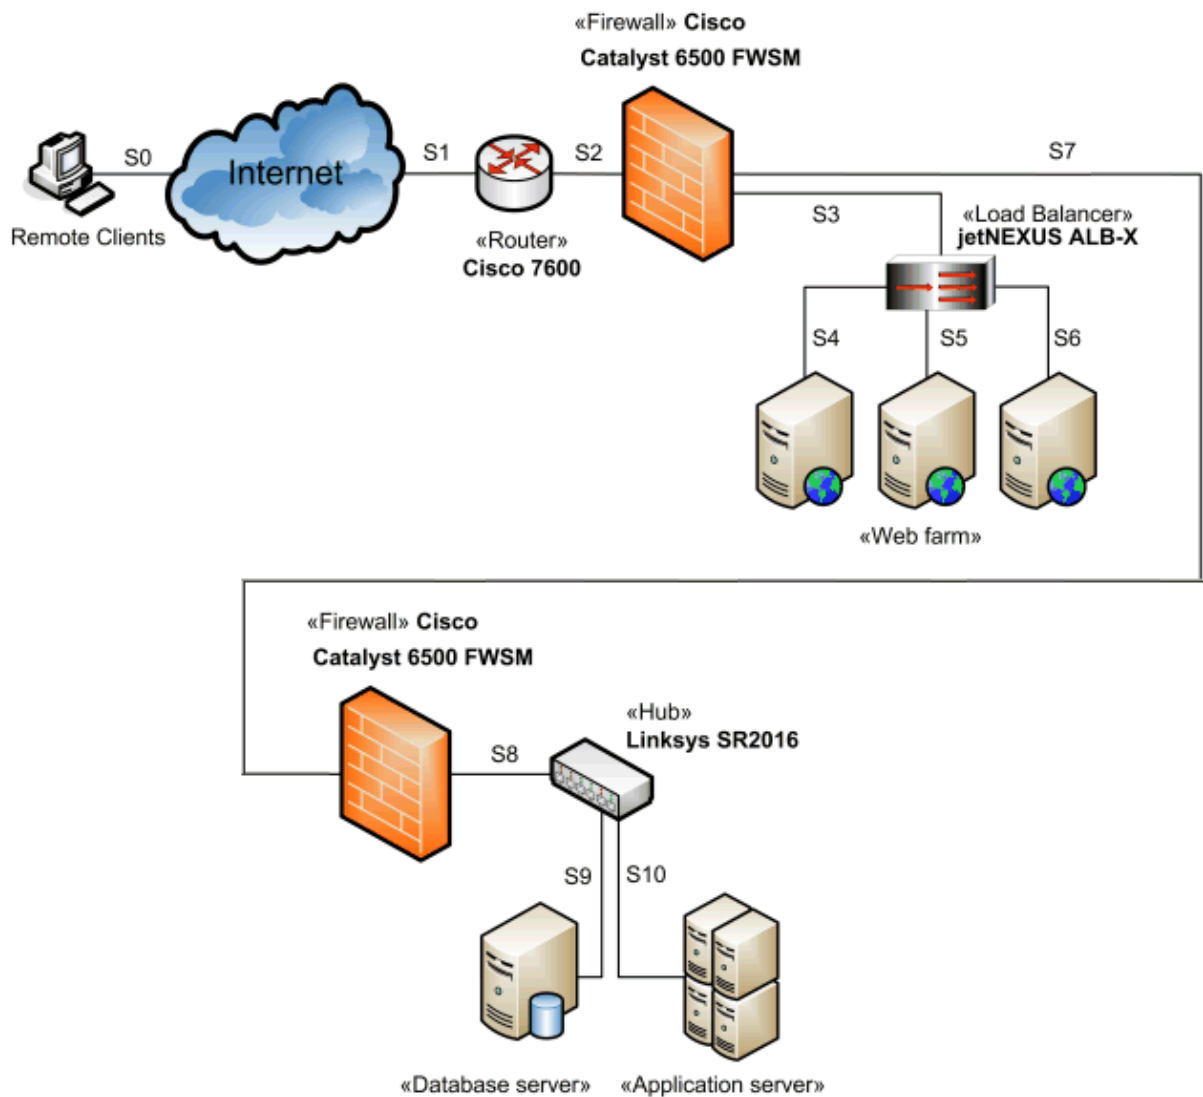 «Firewall» Cisco
Catalyst 6500 FWSM
S0
Internet
S1
S2
S7
Remote Clients
«Router»
Cisco 7600
S3
«Load Balancer»
jetNEXUS ALB-X
S4
S5
S6
«Web farm»
«Firewall» Cisco
Catalyst 6500 FWSM
«Hub»
Linksys SR2016
S8
S9
S10
«Database server»
«Application server»